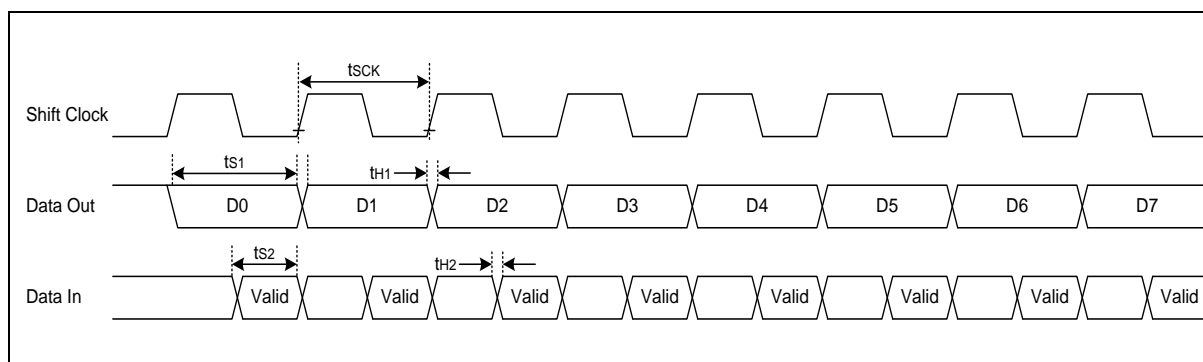 tSCK
Shift Clock
tS1
tH1
Data Out D0 D1 D2 D3 D4 D5 D6 D7
tS2
tH2
Data In Valid Valid Valid Valid Valid Valid Valid Valid